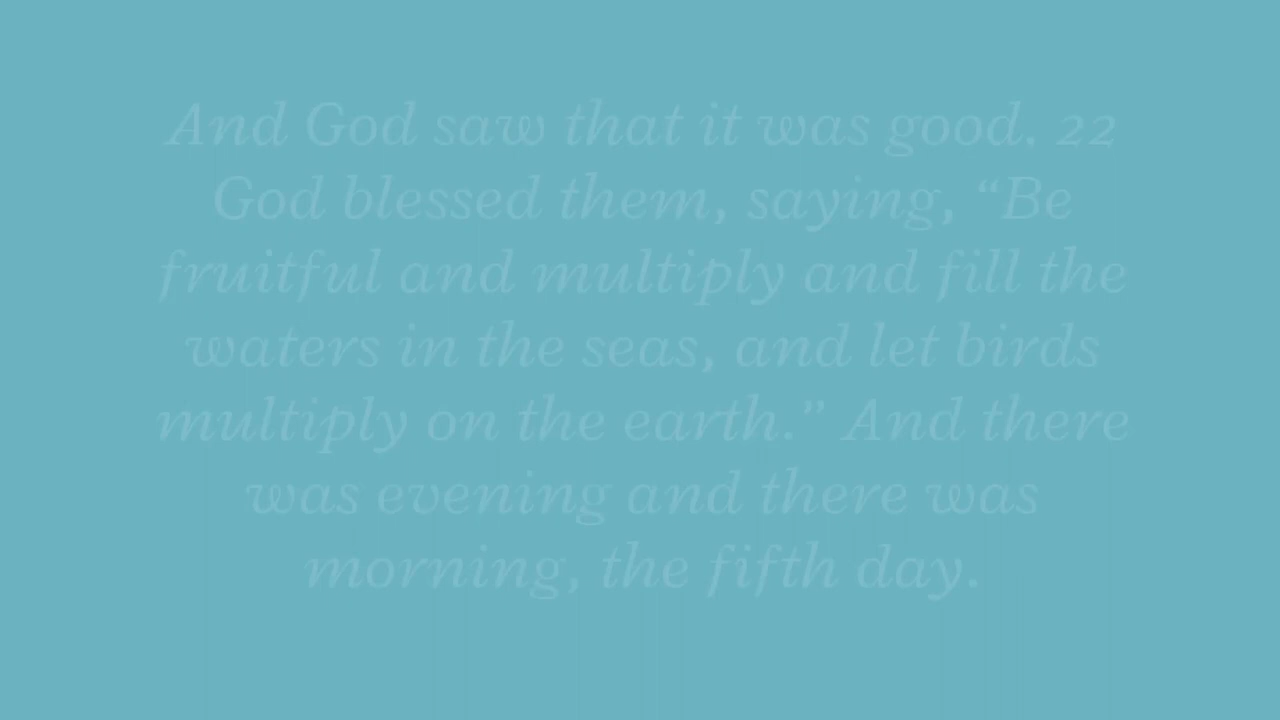 And God saw that it was good. 22
God blessed them, saying, “Be
fruitful and multiply and fill the
waters in the seas, and let birds
multiply on the earth.” And there
was evening and there was
morning, the fifth day.